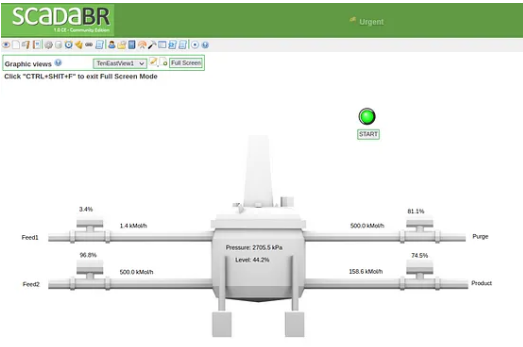 SCADABR
1.0 CE - Community Edition
Urgent
Graphic views
TenEastView1
Full Screen
Click "CTRL+SHIT+F" to exit Full Screen Mode
START
3.4%
81.1%
1.4 kMol/h
500.0 kMol/h
Feed1
Purge
Pressure: 2705.5 kPa
96.8%
Level: 44.2%
74.5%
500.0 kMol/h
158.6 kMol/h
Feed2
Product